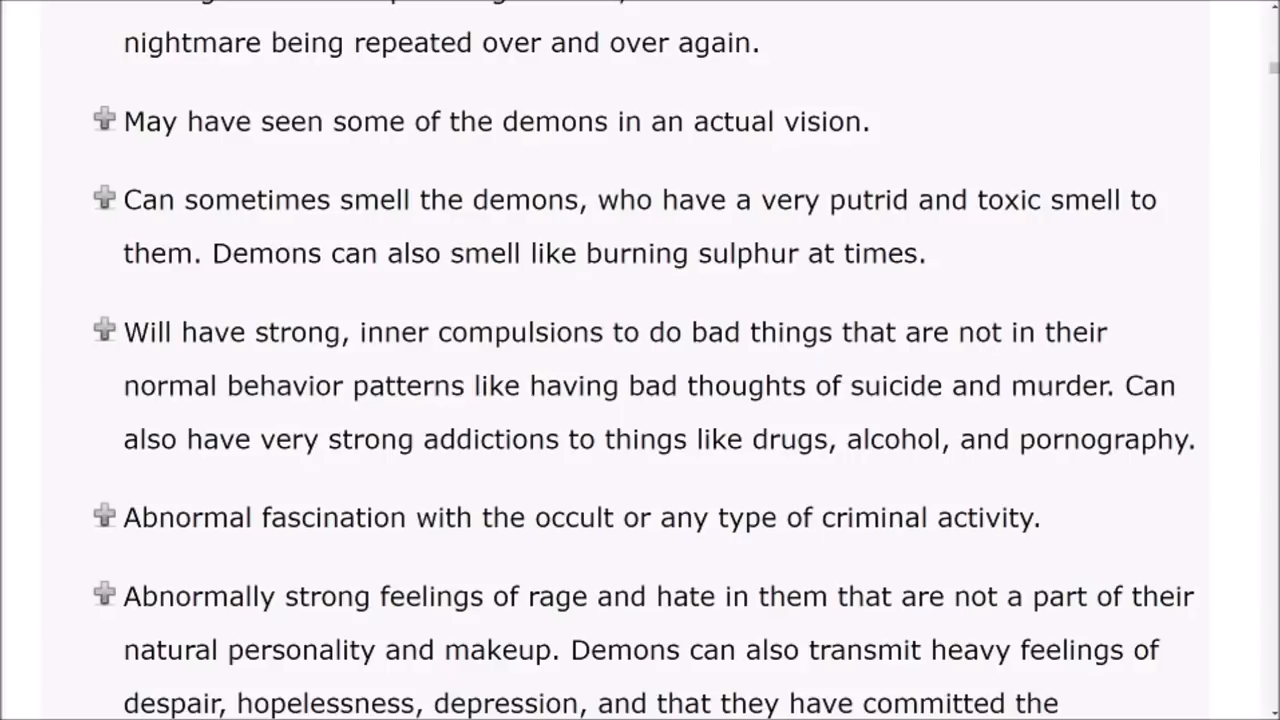 nightmare being repeated over and over again.
May have seen some of the demons in an actual vision.
Can sometimes smell the demons, who have a very putrid and toxic smell to
them. Demons can also smell like burning sulphur at times.
Will have strong, inner compulsions to do bad things that are not in their
normal behavior patterns like having bad thoughts of suicide and murder. Can
also have very strong addictions to things like drugs, alcohol, and pornography.
Abnormal fascination with the occult or any type of criminal activity.
Abnormally strong feelings of rage and hate in them that are not a part of their
natural personality and makeup. Demons can also transmit heavy feelings of
despair, hopelessness, depression, and that they have committed the